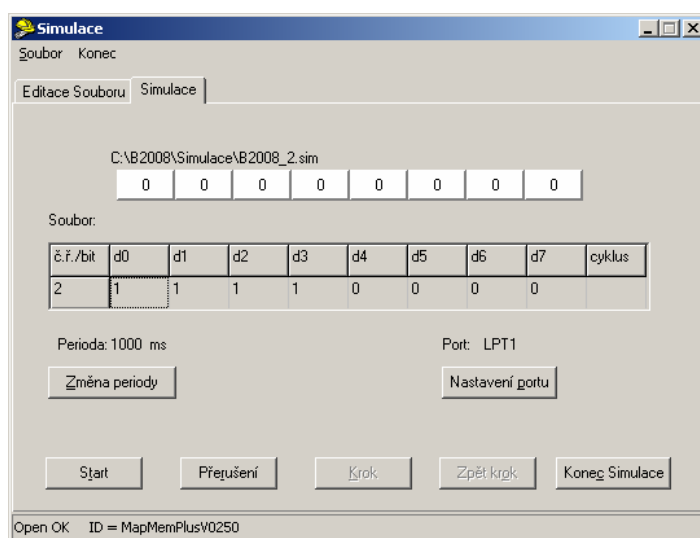 Simulace
Soubor Konec
Editace Souboru Simulace
C:\B2008\Simulace\B2008_2.sim
0 0 0 0 0 0 0 0
Soubor:
č.ř./bit d0 d1 d2 d3 d4 d5 d6 d7 cyklus
2 1 1 1 1 0 0 0 0
Perioda: 1000 ms Port: LPT1
Změna periody Nastavení portu
Start Přerušení Krok Zpět krok Konec Simulace
Open OK ID = MapMemPlusV0250